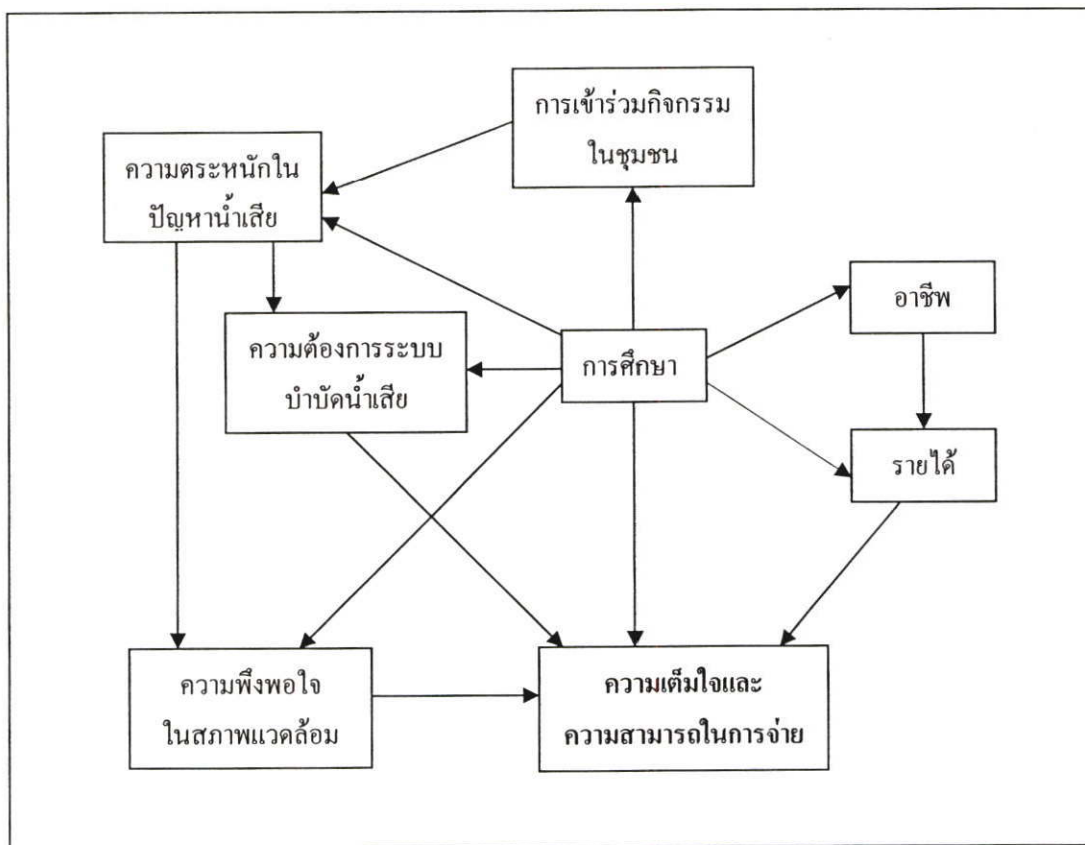 การเข้าร่วมกิจกรรม
ในชุมชน
ความตระหนักใน
ปัญหาน้ำเสีย
อาชีพ
ความต้องการระบบ
บำบัดน้ำเสีย
การศึกษา
รายได้
ความพึงพอใจ
ในสภาพแวดล้อม
ความเต็มใจและ
ความสามารถในการจ่าย